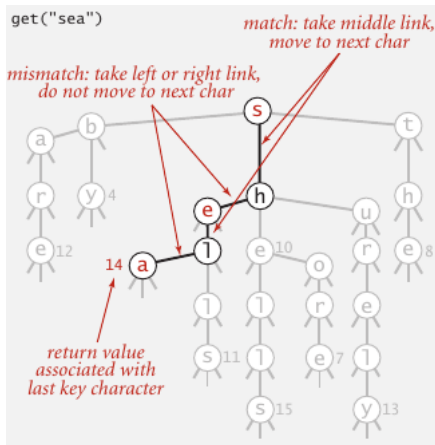 get("sea")
match: take middle link,
move to next char
mismatch: take left or right link,
do not move to next char
s
b
t
a
y 4
r
h
h
e
u
e 12
14 a
l
e 10
o
r
e 8
l
l
r
e
s 11
l
e 7
l
s 15
y 13
return value
associated with
last key character